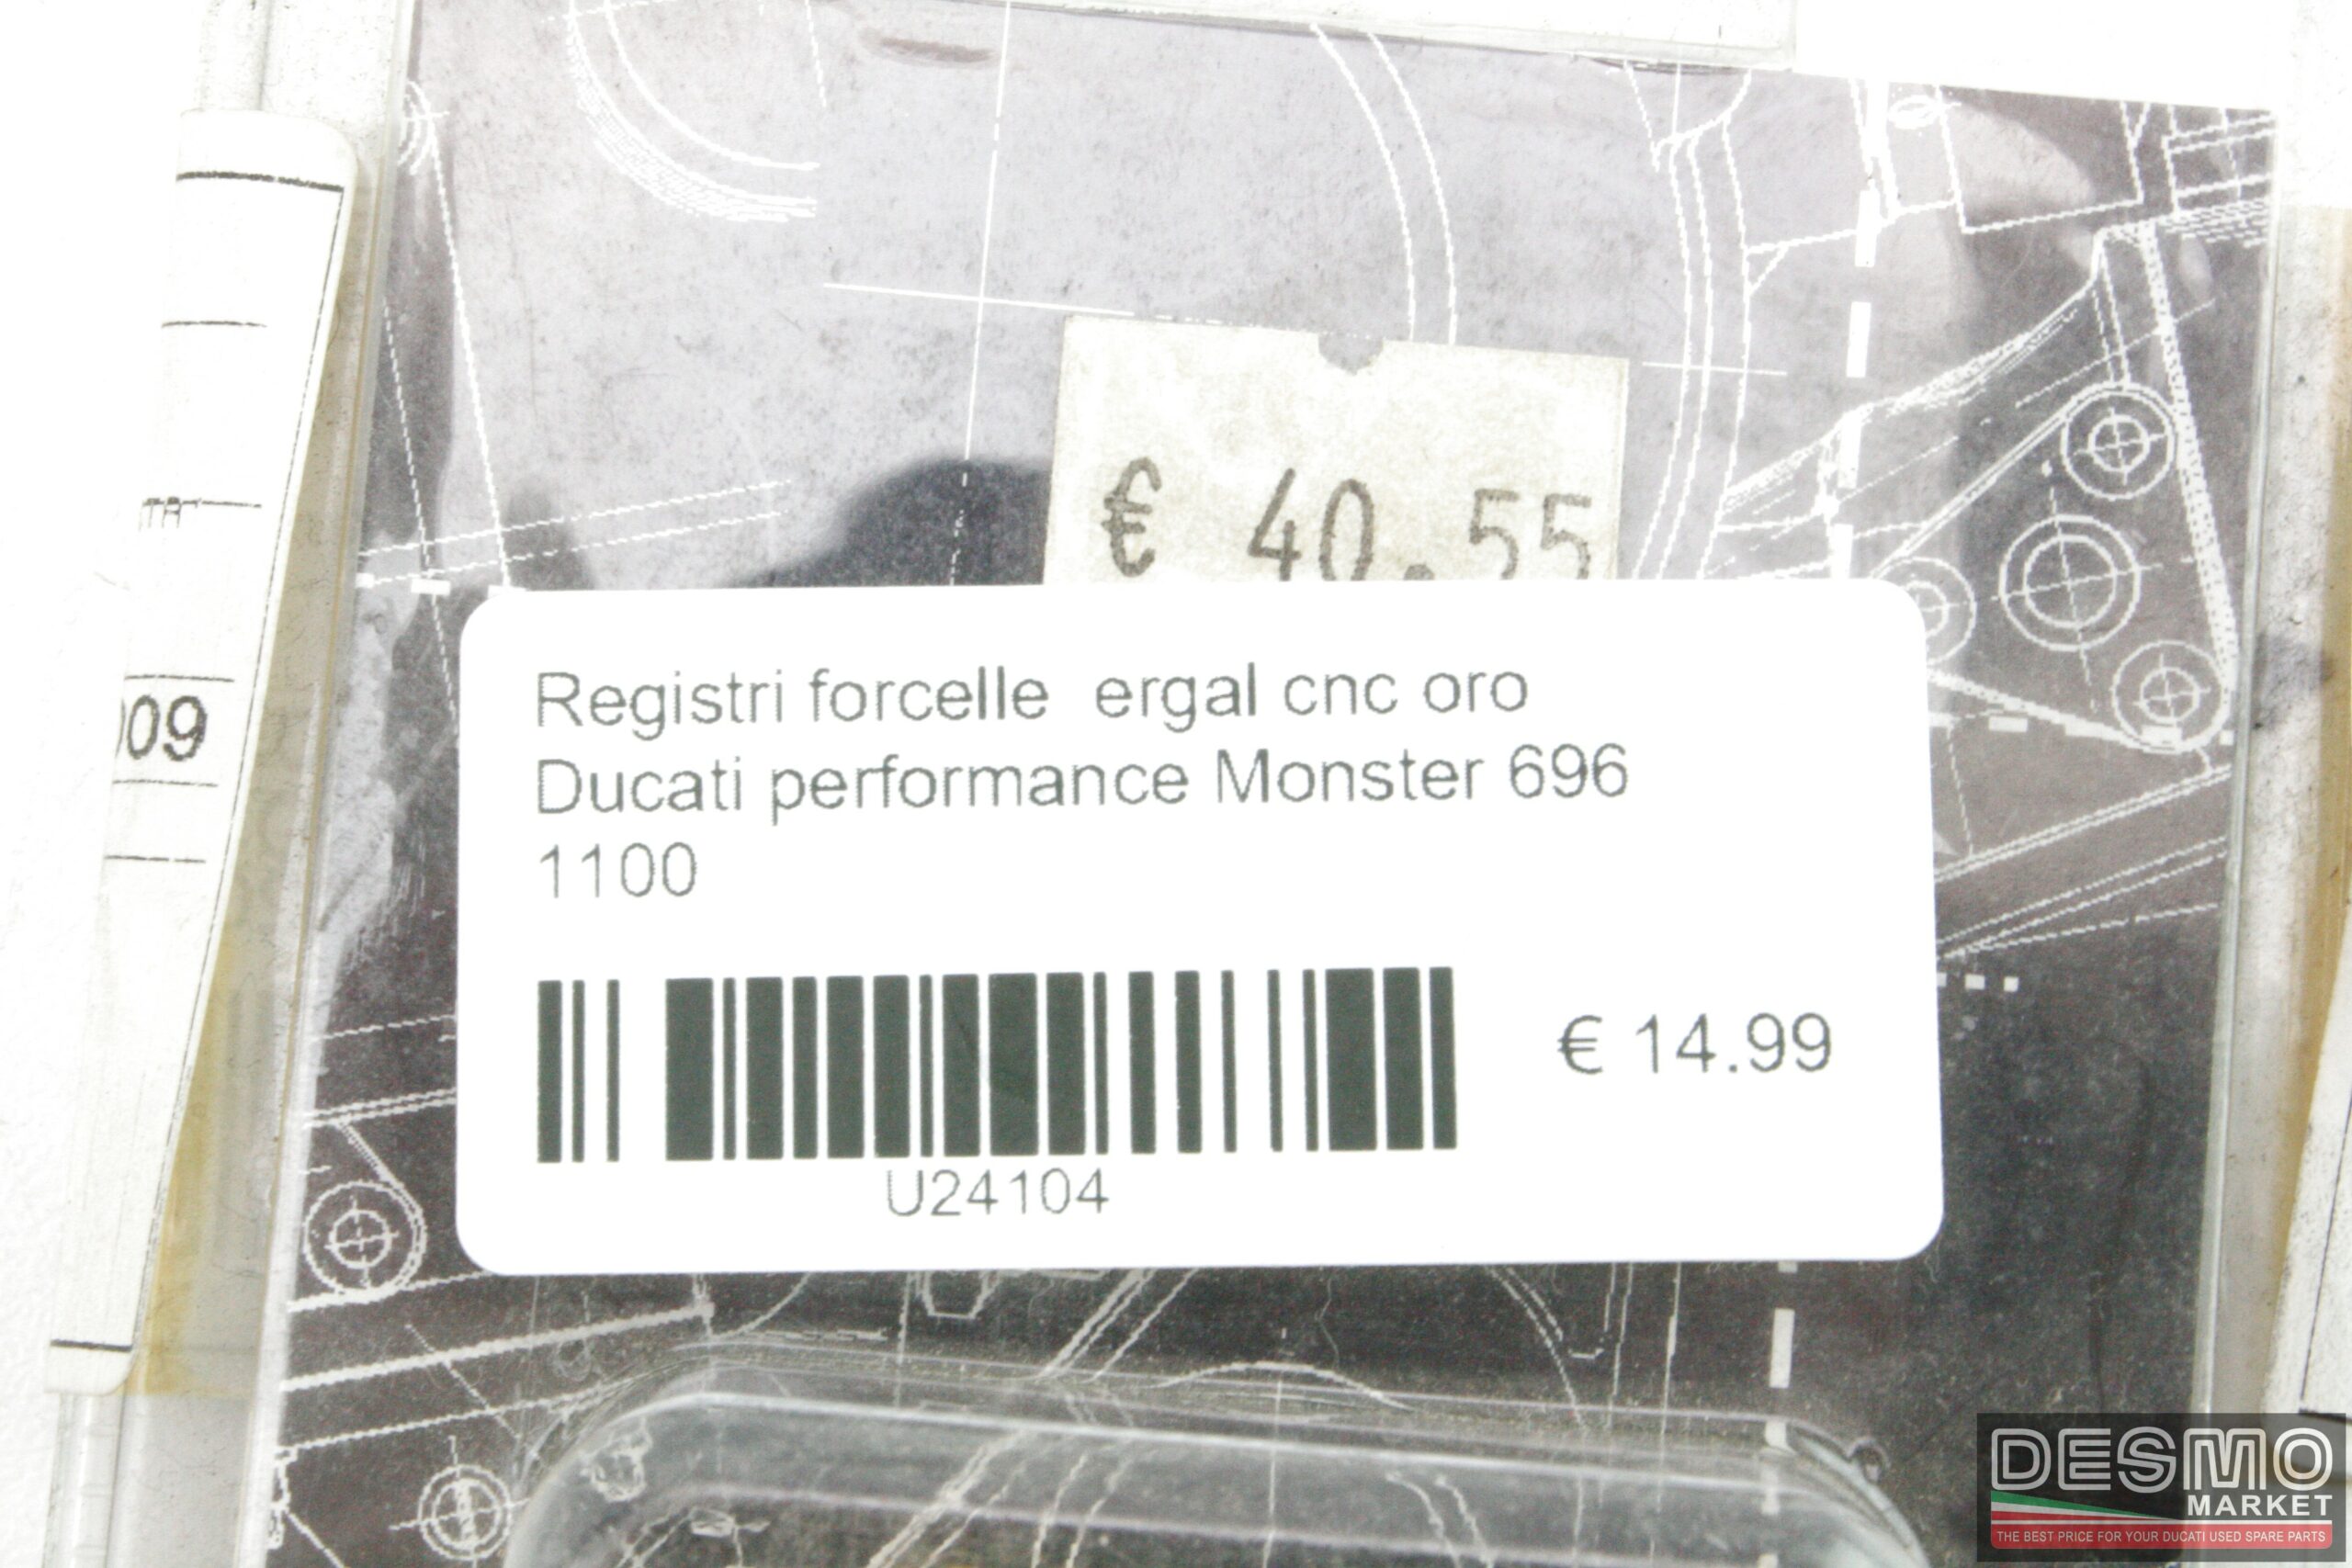 € 40.55
Registri forcelle  ergal cnc oro
Ducati performance Monster 696
1100
€ 14.99
U24104
09
DESMO
MARKET
THE BEST PRICE FOR YOUR DUCATI USED SPARE PARTS